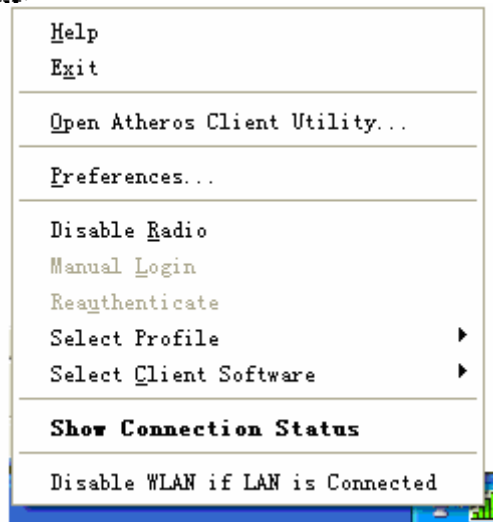 Help
Exit
Open Atheros Client Utility...
Preferences...
Disable Radio
Manual Login
Reauthenticate
Select Profile
Select Client Software
Show Connection Status
Disable WLAN if LAN is Connected